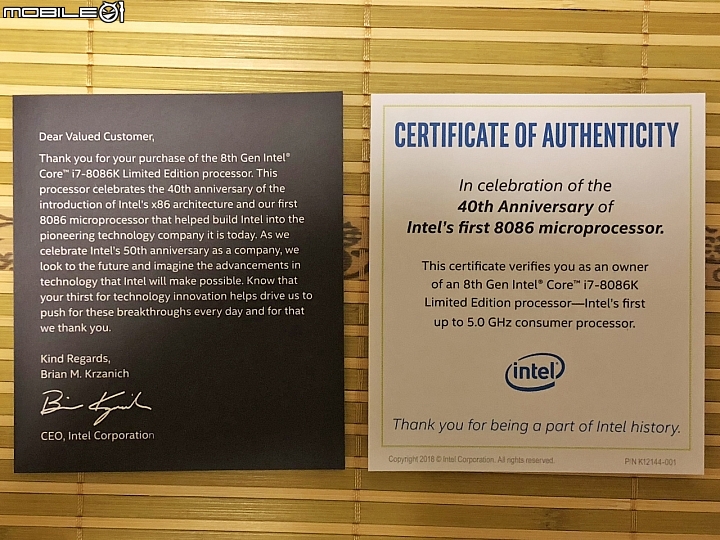 MOBILE01
Dear Valued Customer,
Thank you for your purchase of the 8th Gen Intel®
Core™ i7-8086K Limited Edition processor. This
processor celebrates the 40th anniversary of the
introduction of Intel's x86 architecture and our first
8086 microprocessor that helped build Intel into the
pioneering technology company it is today. As we
celebrate Intel's 50th anniversary as a company, we
look to the future and imagine the advancements in
technology that Intel will make possible. Know that
your thirst for technology innovation helps drive us to
push for these breakthroughs every day and for that
we thank you.
Kind Regards,
Brian M. Krzanich
CEO, Intel Corporation
CERTIFICATE OF AUTHENTICITY
In celebration of the
40th Anniversary of
Intel's first 8086 microprocessor.
This certificate verifies you as an owner
of an 8th Gen Intel® Core™ i7-8086K
Limited Edition processor—Intel's first
up to 5.0 GHz consumer processor.
intel
Thank you for being a part of Intel history.
Copyright 2018 © Intel Corporation. All rights reserved.
P/N K12144-001